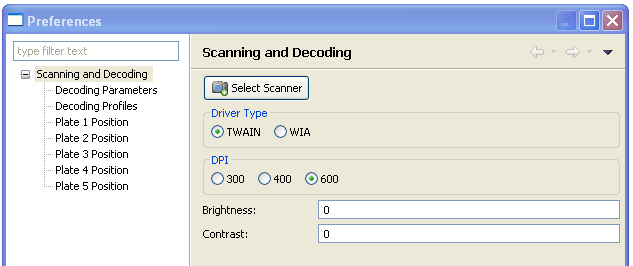 Preferences
type filter text
Scanning and Decoding
Decoding Parameters
Decoding Profiles
Plate 1 Position
Plate 2 Position
Plate 3 Position
Plate 4 Position
Plate 5 Position
Scanning and Decoding
Select Scanner
Driver Type
TWAIN WIA
DPI
300 400 600
Brightness: 0
Contrast: 0